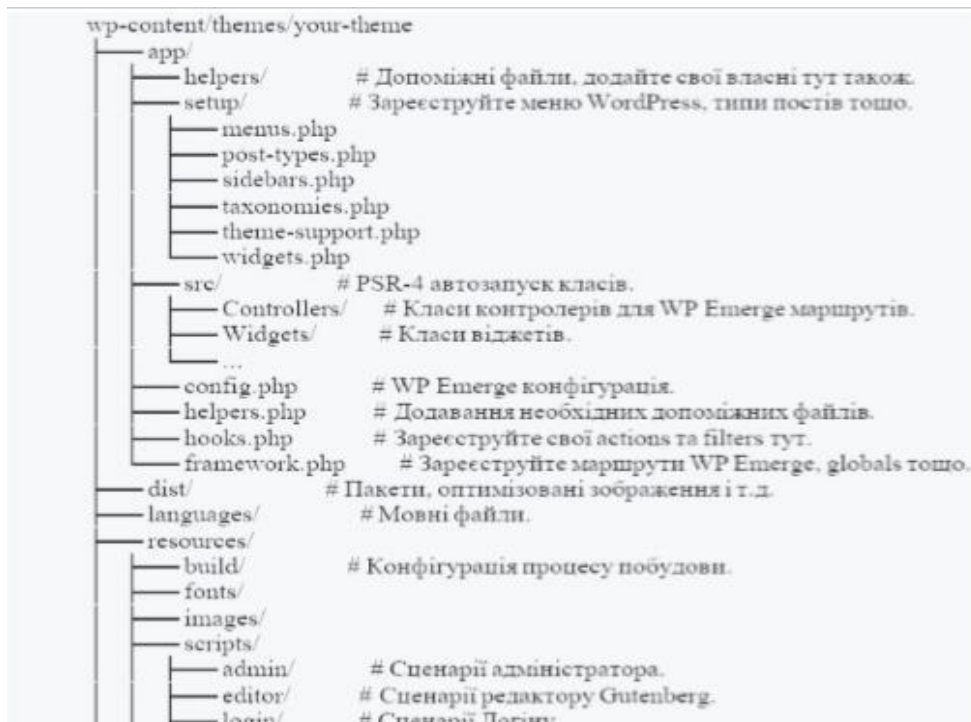 wp-content/themes/your-theme
app/
helpers/ # Допоміжні файли, додайте свої власні тут також.
setup/ # Зареєструйте меню WordPress, типи постів тощо.
menus.php
post-types.php
sidebars.php
taxonomies.php
theme-support.php
widgets.php
src/ # PSR-4 автозапуск класів.
Controllers/ # Класи контролерів для WP Emerge маршрутів.
Widgets/ # Класи віджетів.
...
config.php # WP Emerge конфігурація.
helpers.php # Додавання необхідних допоміжних файлів.
hooks.php # Зареєструйте свої actions та filters тут.
framework.php # Зареєструйте маршрути WP Emerge, globals тощо.
dist/ # Пакети, оптимізовані зображення і т.д.
languages/ # Мовні файли.
resources/
build/ # Конфігурація процесу побудови.
fonts/
images/
scripts/
admin/ # Сценарії адміністратора.
editor/ # Сценарії редактору Gutenberg.
login/ # Сценарії Логіну.